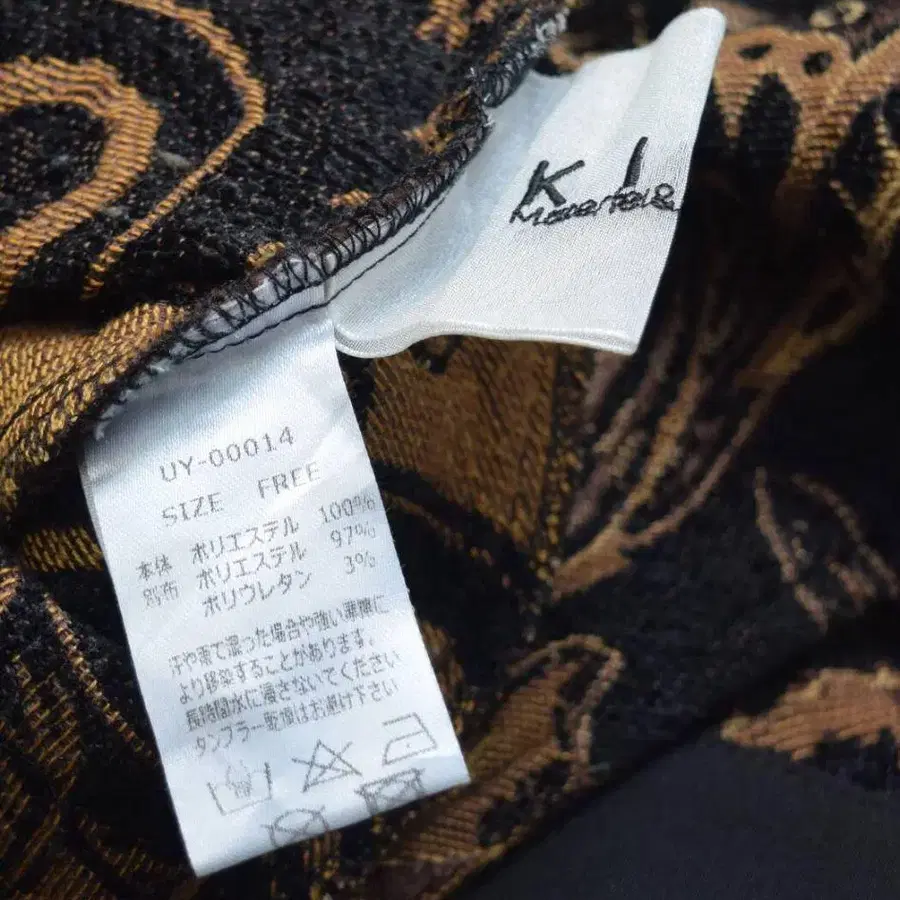 K I
UY-00014
SIZE FREE
本体 ポリエステル 100%
別布 ポリエステル 97%
ポリウレタン 3%
汗や雨で湿った場合や強い摩擦に
より移染することがあります。
長時間水に浸さないでください
タンブラー乾燥はお避け下さい